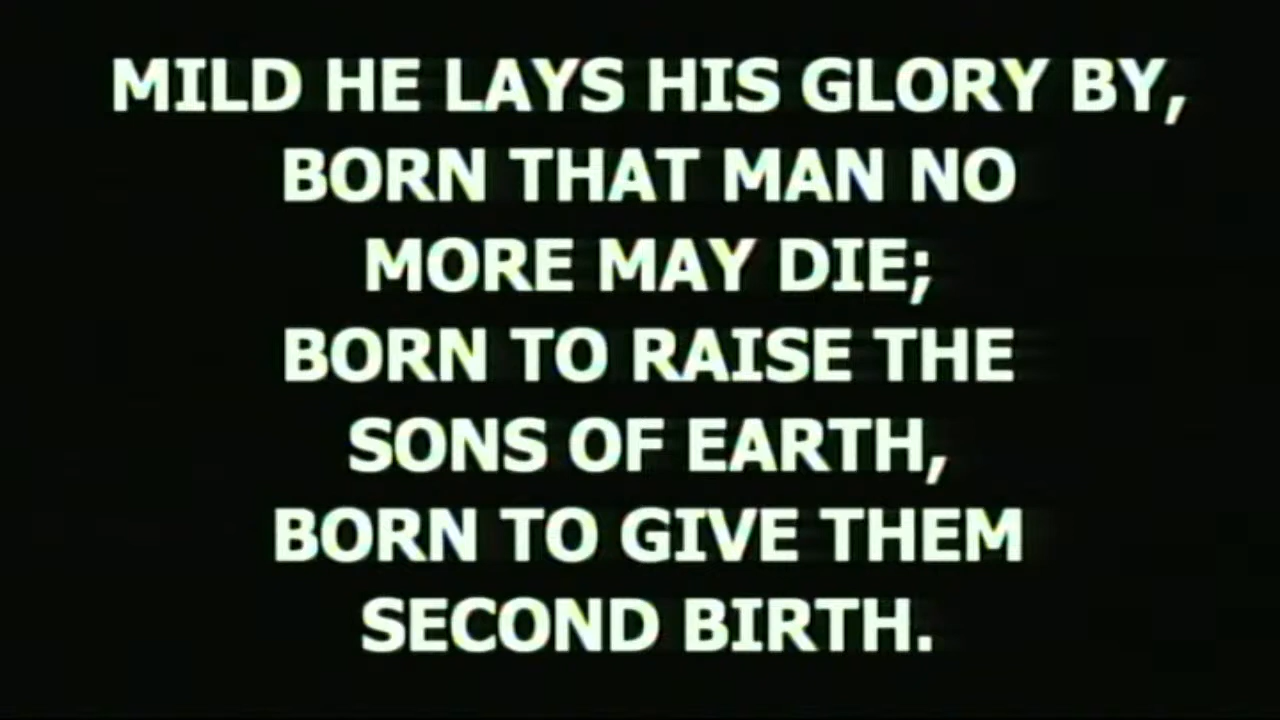 MILD HE LAYS HIS GLORY BY,
BORN THAT MAN NO
MORE MAY DIE;
BORN TO RAISE THE
SONS OF EARTH,
BORN TO GIVE THEM
SECOND BIRTH.